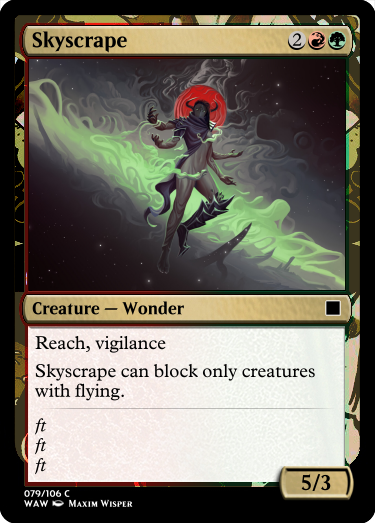 Skyscrape 2
Creature — Wonder
Reach, vigilance
Skyscrape can block only creatures
with flying.
ft
ft
ft
5/3
079/106 C
WAW Maxim Wisper